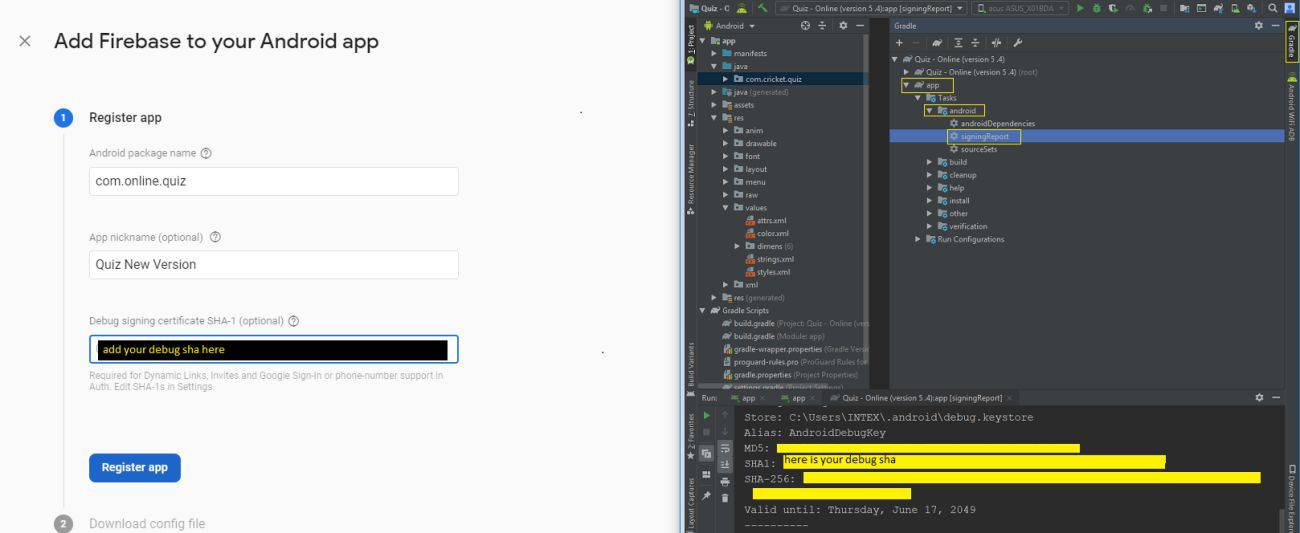 Add Firebase to your Android app
1 Register app
Android package name
com.online.quiz
App nickname (optional)
Quiz New Version
Debug signing certificate SHA-1 (optional)
add your debug sha here
Required for Dynamic Links, Invites and Google Sign-In or phone-number support in
Auth. Edit SHA-1s in Settings.
Register app
2 Download config file
Quiz - Online (version 5 .4):app [signingReport]
asus ASUS_X01BDA
1: Project
Z: Structure
Resource Manager
Build Variants
2: Favorites
Layout Captures
Android
app
manifests
java
com.cricket.quiz
java (generated)
assets
res
anim
drawable
font
layout
menu
raw
values
attrs.xml
color.xml
dimens (6)
strings.xml
styles.xml
xml
res (generated)
Gradle Scripts
build.gradle (Project: Quiz - Online (vers
build.gradle (Module: app)
gradle-wrapper.properties (Gradle Versi
proguard-rules.pro (ProGuard Rules for
gradle.properties (Project Properties)
settings.gradle (Project Settings)
Gradle
Quiz - Online (version 5 .4)
Quiz - Online (version 5 .4) (root)
app
Tasks
android
androidDependencies
signingReport
sourceSets
build
cleanup
help
install
other
verification
Run Configurations
Gradle
Android WiFi ADB
Device File Explorer
Run:
app
app
Quiz - Online (version 5 .4):app [signingReport]
Store: C:\Users\INTEX\.android\debug.keystore
Alias: AndroidDebugKey
MD5:
SHA1: here is your debug sha
SHA-256:
Valid until: Thursday, June 17, 2049
----------